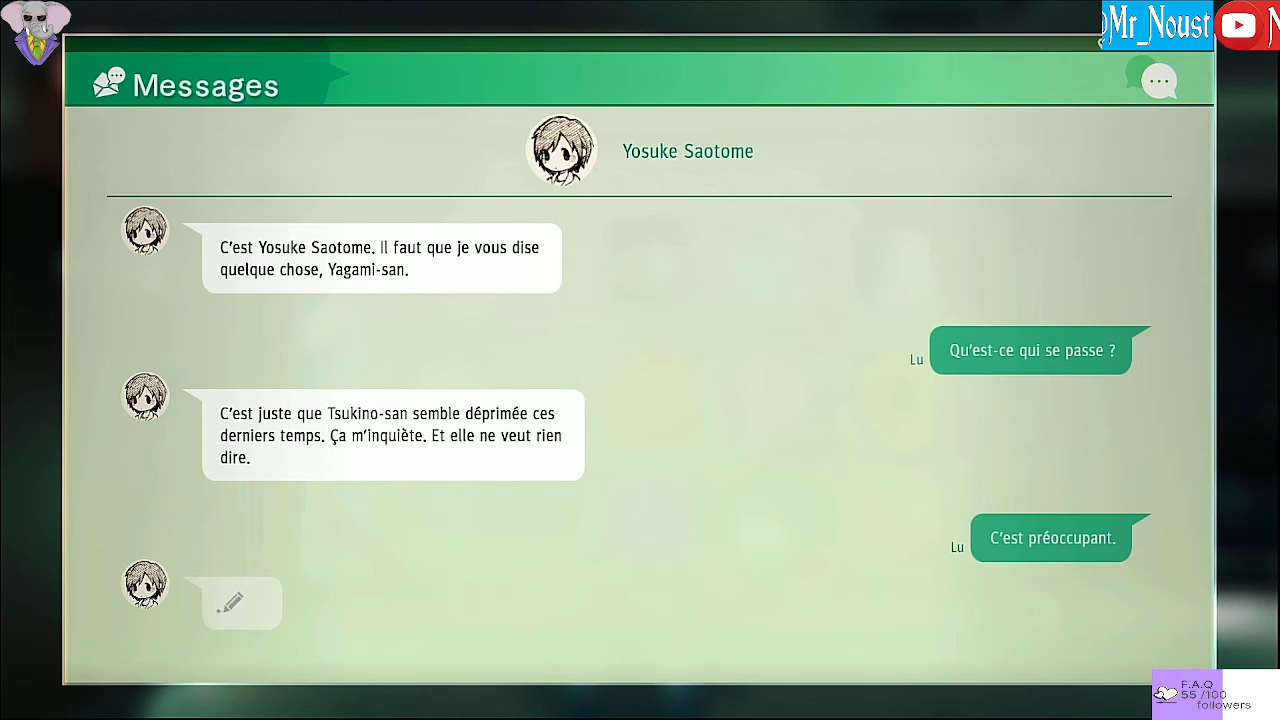 @Mr_Noust
Messages
Yosuke Saotome
C'est Yosuke Saotome. Il faut que je vous dise
quelque chose, Yagami-san.
Qu'est-ce qui se passe ?
Lu
C'est juste que Tsukino-san semble déprimée ces
derniers temps. Ça m'inquiète. Et elle ne veut rien
dire.
C'est préoccupant.
Lu
F.A.Q
55 /100
followers